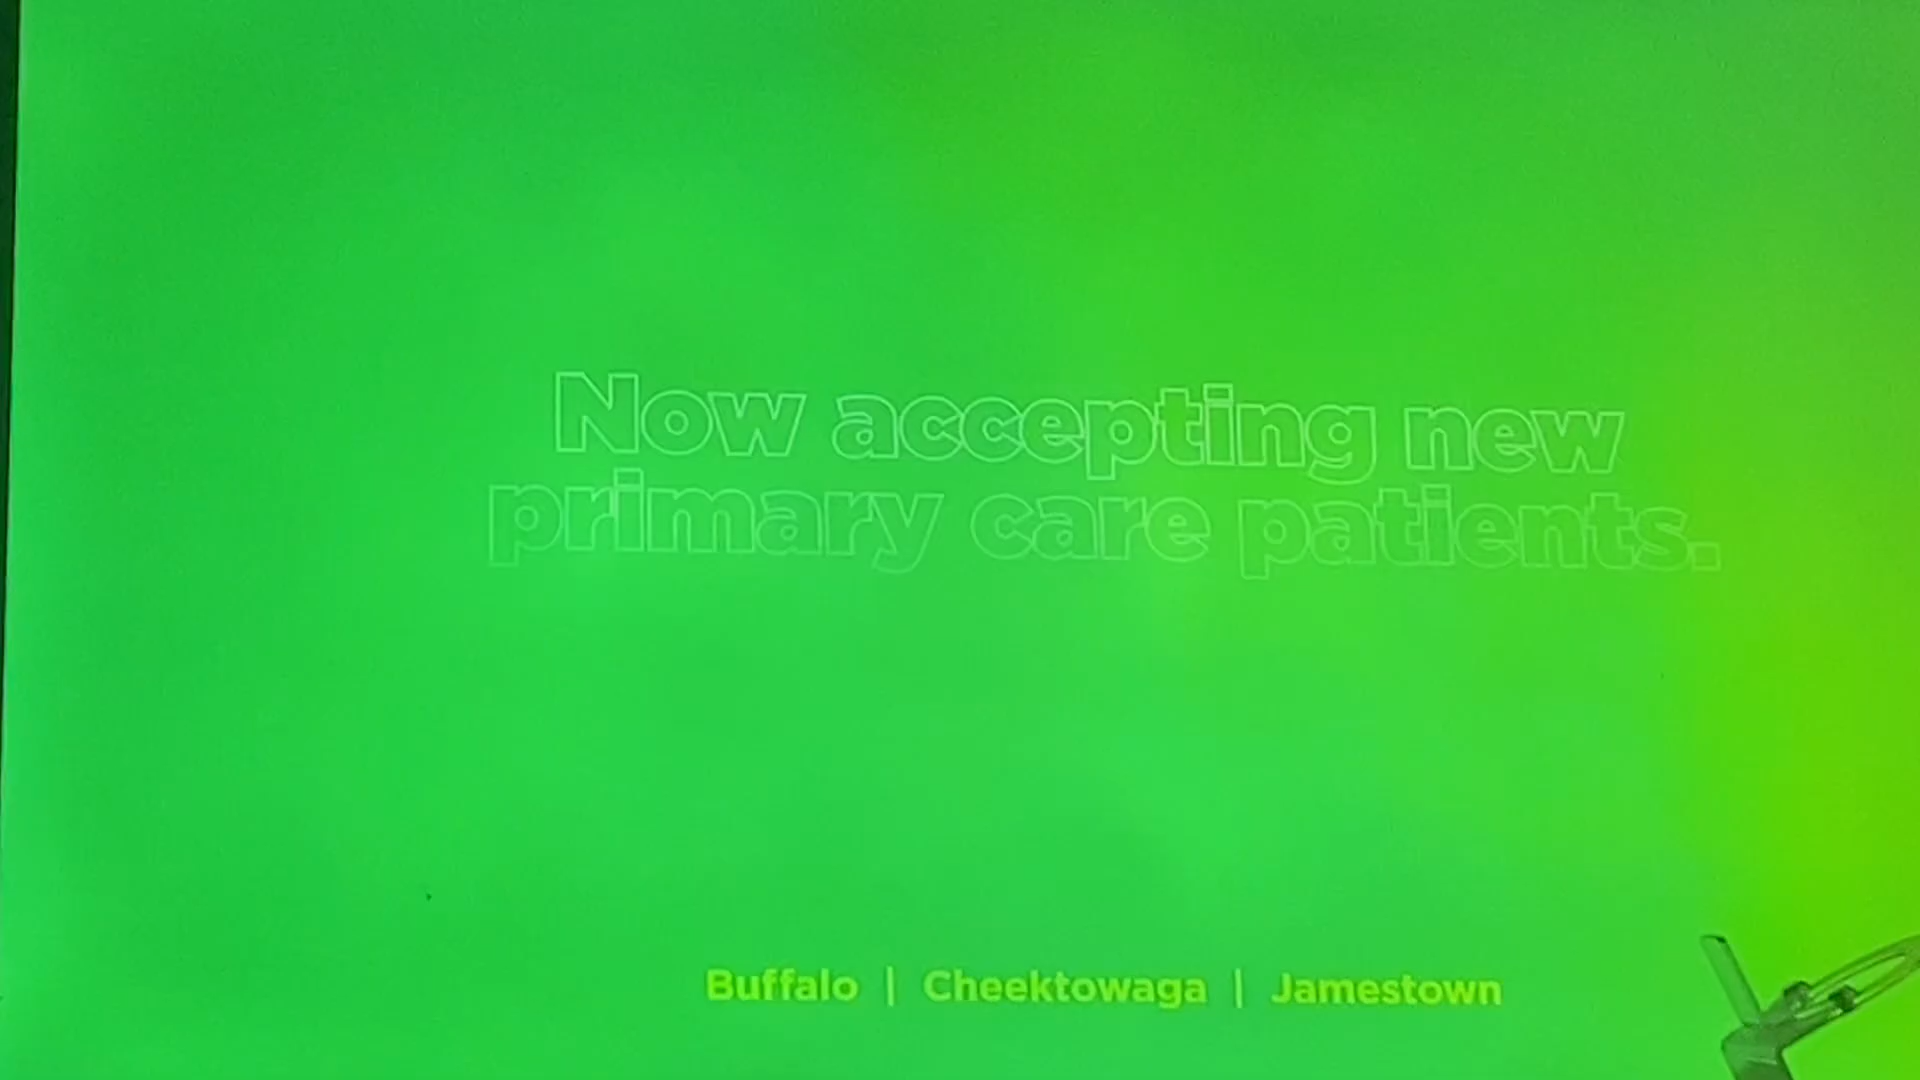 Now accepting new
primary care patients.
Buffalo | Cheektowaga | Jamestown